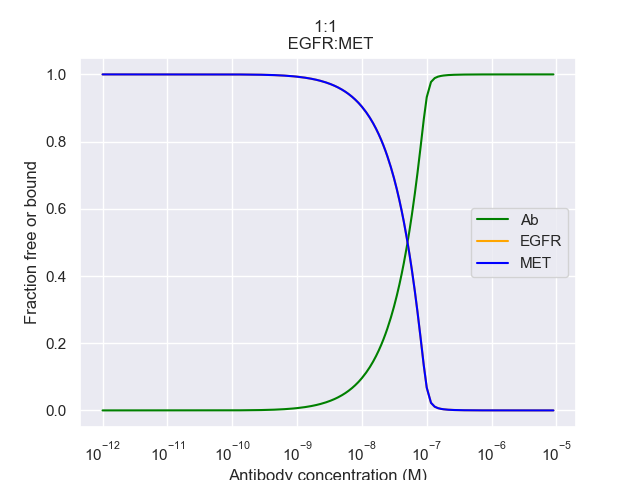 1:1
EGFR:MET
Fraction free or bound
1.0
0.8
0.6
0.4
0.2
0.0
Ab
EGFR
MET
10⁻¹² 10⁻¹¹ 10⁻¹⁰ 10⁻⁹ 10⁻⁸ 10⁻⁷ 10⁻⁶ 10⁻⁵
Antibody concentration (M)